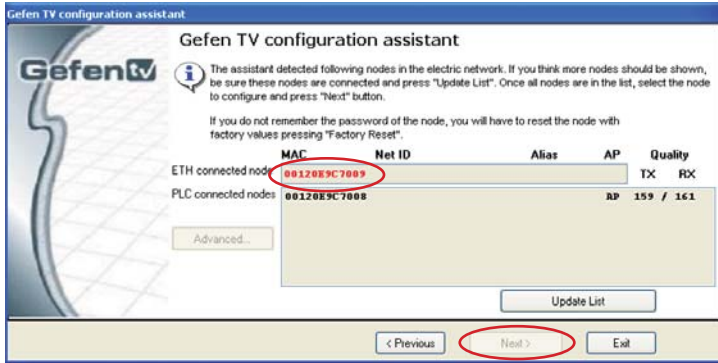 Gefen TV configuration assistant
Gefen TV configuration assistant
Gefen tv
The assistant detected following nodes in the electric network. If you think more nodes should be shown,
be sure these nodes are connected and press "Update List". Once all nodes are in the list, select the node
to configure and press "Next" button.
If you do not remember the password of the node, you will have to reset the node with
factory values pressing "Factory Reset".
MAC Net ID Alias AP Quality
ETH connected node 00120E9C7009 TX RX
PLC connected nodes 00120E9C7008 AP 159 / 161
Advanced..
Update List
< Previous Next > Exit